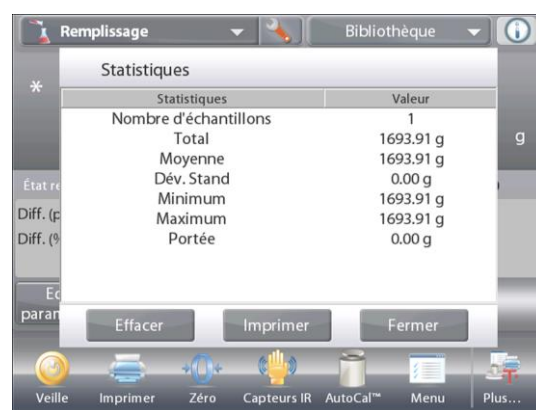 Remplissage
Bibliothèque
Statistiques
*
Statistiques Valeur
Nombre d'échantillons 1
Total 1693.91 g
Moyenne 1693.91 g
Dév. Stand 0.00 g
Minimum 1693.91 g
Maximum 1693.91 g
Portée 0.00 g
g
État re
Diff. (p
Diff. (%
param
Effacer Imprimer Fermer
Veille Imprimer Zéro Capteurs IR AutoCal™ Menu Plus...